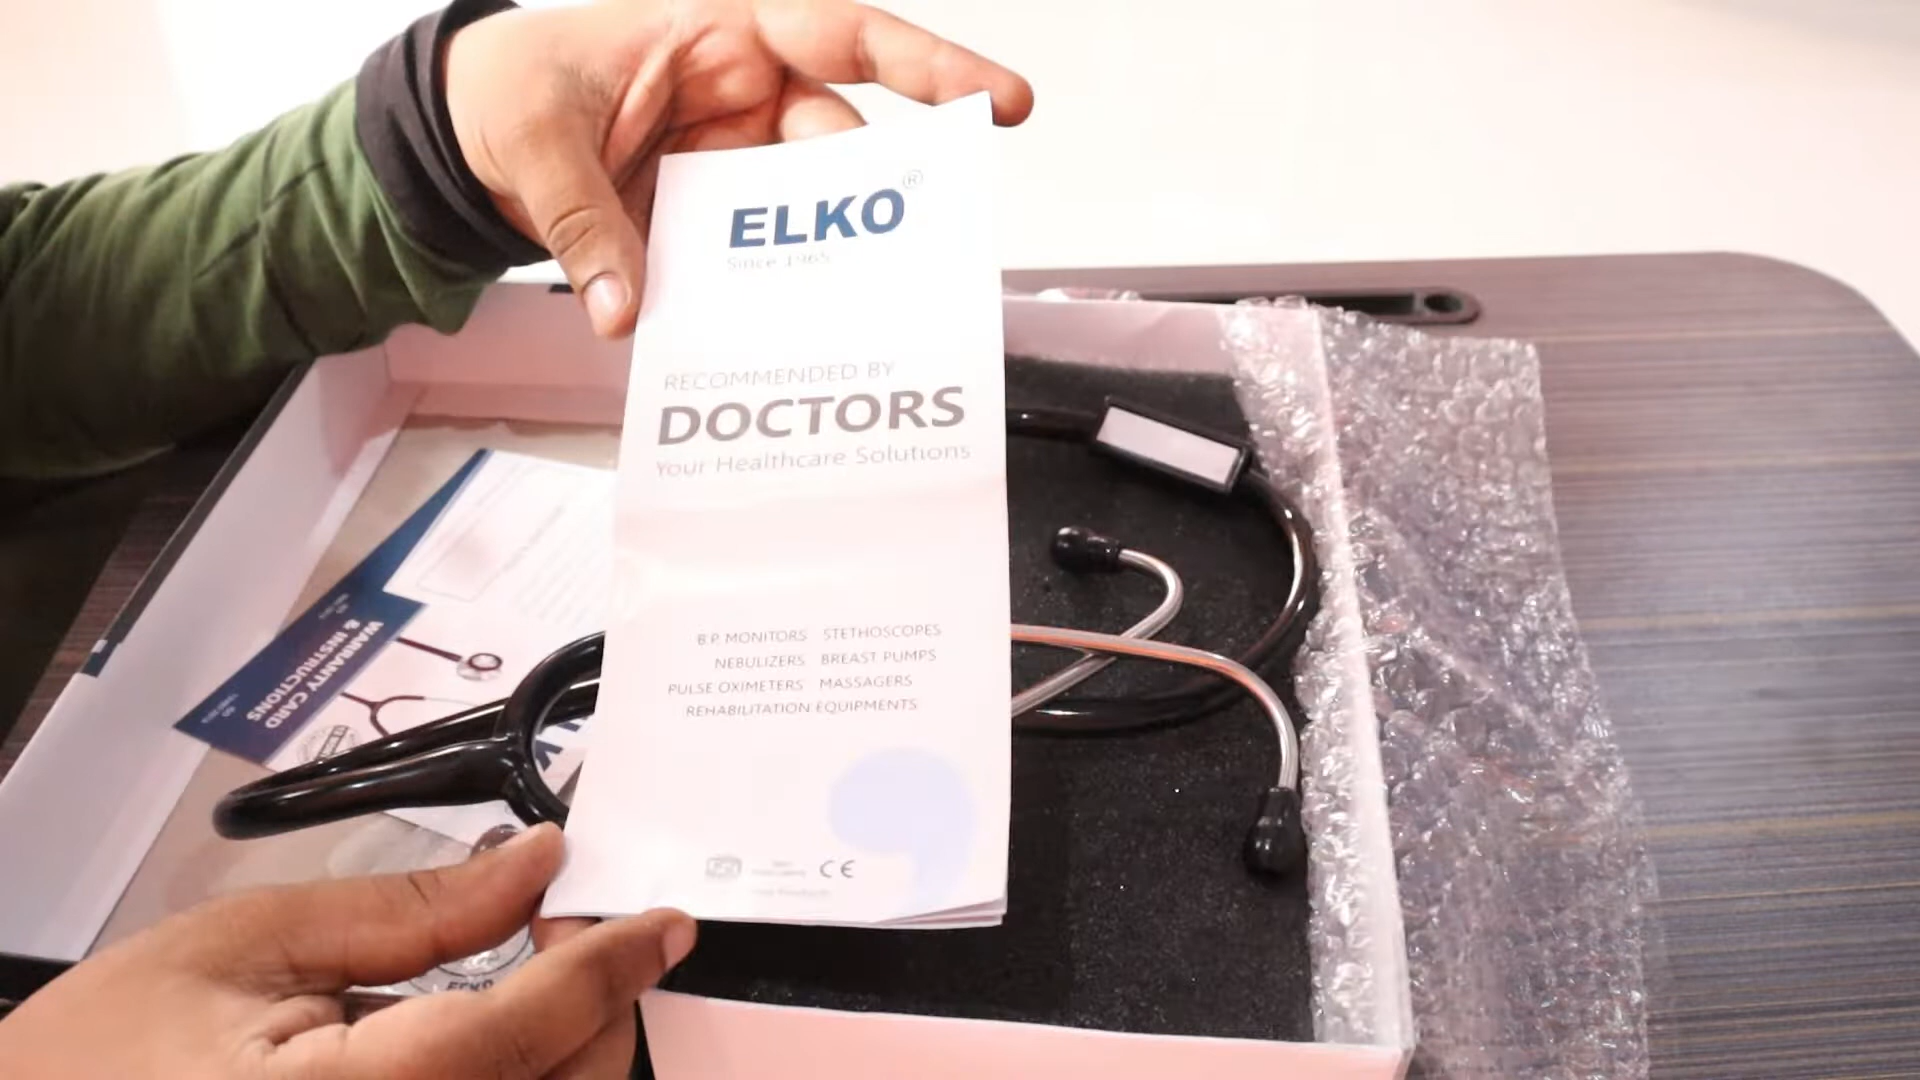 ELKO®
Since 1965
RECOMMENDED BY
DOCTORS
Your Healthcare Solutions
B.P. MONITORS STETHOSCOPES
NEBULIZERS BREAST PUMPS
PULSE OXIMETERS MASSAGERS
REHABILITATION EQUIPMENTS
CE
WARRANTY CARD
& INSTRUCTIONS
ELKO